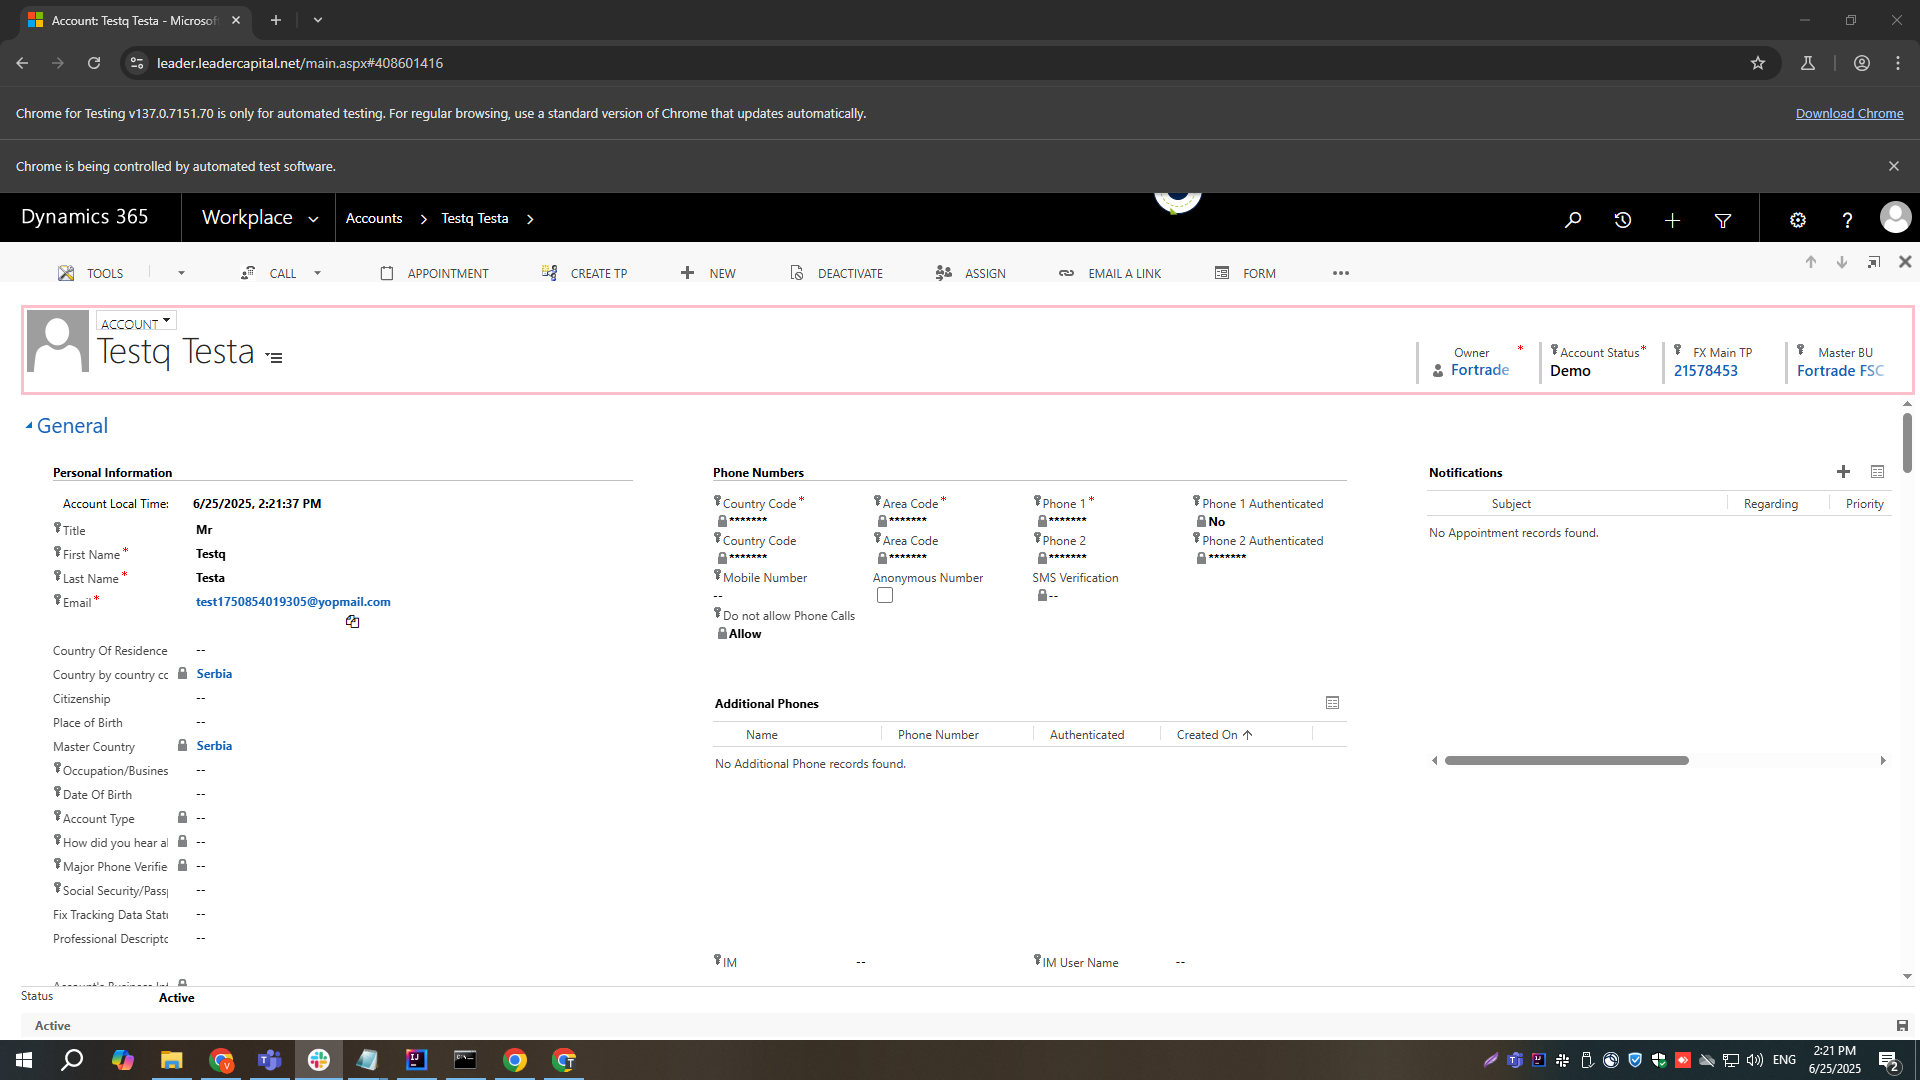 Account: Testq Testa - Microsof
leader.leadercapital.net/main.aspx#408601416
Chrome for Testing v137.0.7151.70 is only for automated testing. For regular browsing, use a standard version of Chrome that updates automatically.
Download Chrome
Chrome is being controlled by automated test software.
Dynamics 365
Workplace
Accounts
Testq Testa
TOOLS
CALL
APPOINTMENT
CREATE TP
NEW
DEACTIVATE
ASSIGN
EMAIL A LINK
FORM
ACCOUNT
Testq Testa
Owner *
Fortrade
Account Status *
Demo
FX Main TP
21578453
Master BU
Fortrade FSC
General
Personal Information
Account Local Time:
6/25/2025, 2:21:37 PM
Title
Mr
First Name *
Testq
Last Name *
Testa
Email *
test1750854019305@yopmail.com
Country Of Residence
--
Country by country cc
Serbia
Citizenship
--
Place of Birth
--
Master Country
Serbia
Occupation/Busines
--
Date Of Birth
--
Account Type
--
How did you hear a
--
Major Phone Verifie
--
Social Security/Pass
--
Fix Tracking Data Stat
--
Professional Descripto
--
Phone Numbers
Country Code *
*******
Area Code *
*******
Phone 1 *
*******
Phone 1 Authenticated
No
Country Code
*******
Area Code
*******
Phone 2
*******
Phone 2 Authenticated
*******
Mobile Number
--
Anonymous Number
SMS Verification
--
Do not allow Phone Calls
Allow
Additional Phones
Name
Phone Number
Authenticated
Created On
No Additional Phone records found.
IM
--
IM User Name
--
Notifications
Subject
Regarding
Priority
No Appointment records found.
Status
Active
Active
ENG
2:21 PM
6/25/2025
2